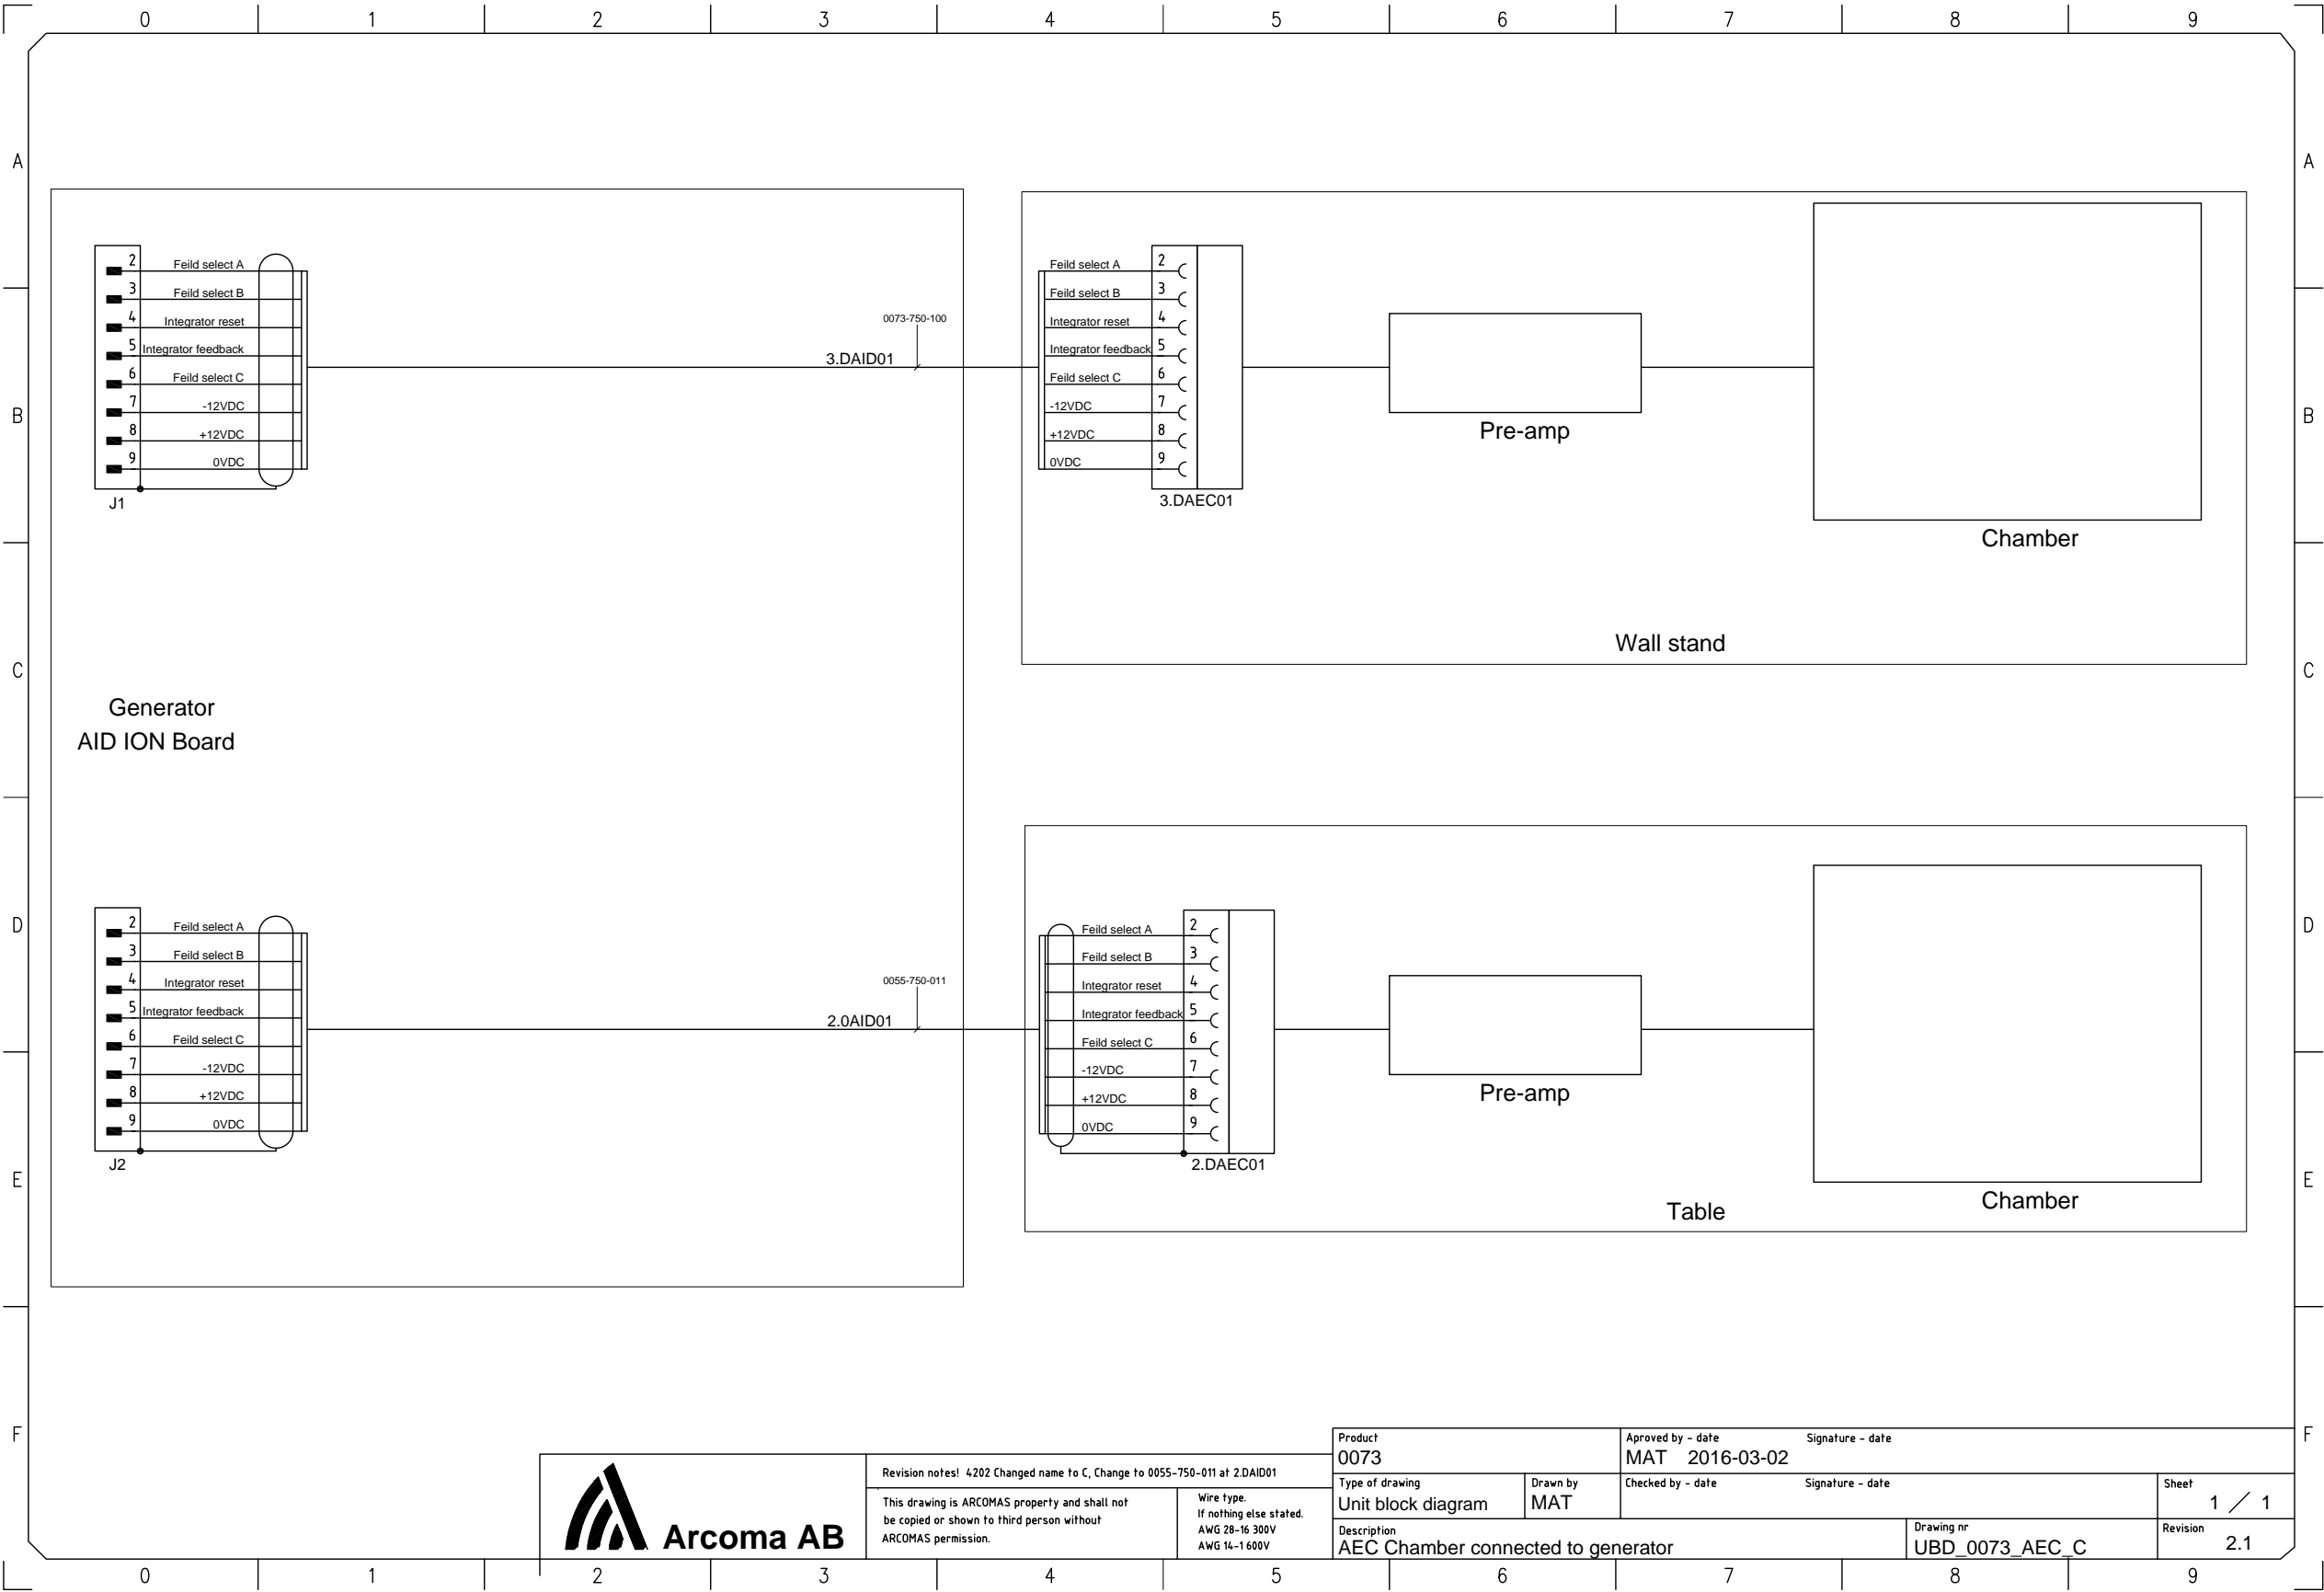 0 1 2 3 4 5 6 7 8 9
A A
2 Feild select A
3 Feild select B
4 Integrator reset
5 Integrator feedback
6 Feild select C
7 -12VDC
8 +12VDC
9 0VDC
J1
0073-750-100
3.DAID01
Feild select A 2
Feild select B 3
Integrator reset 4
Integrator feedback 5
Feild select C 6
-12VDC 7
+12VDC 8
0VDC 9
3.DAEC01
Pre-amp
Chamber
Wall stand
B B
C C
Generator
AID ION Board
D D
2 Feild select A
3 Feild select B
4 Integrator reset
5 Integrator feedback
6 Feild select C
7 -12VDC
8 +12VDC
9 0VDC
J2
0055-750-011
2.0AID01
Feild select A 2
Feild select B 3
Integrator reset 4
Integrator feedback 5
Feild select C 6
-12VDC 7
+12VDC 8
0VDC 9
2.DAEC01
Pre-amp
Chamber
Table
E E
F F
Arcoma AB
Revision notes! 4202 Changed name to C, Change to 0055-750-011 at 2.DAID01
This drawing is ARCOMAS property and shall not
be copied or shown to third person without
ARCOMAS permission.
Wire type.
If nothing else stated.
AWG 28-16 300V
AWG 14-1 600V
Product
0073
Aproved by - date Signature - date
MAT 2016-03-02
Type of drawing
Unit block diagram
Drawn by
MAT
Checked by - date Signature - date
Sheet
1 / 1
Description
AEC Chamber connected to generator
Drawing nr
UBD_0073_AEC_C
Revision
2.1
0 1 2 3 4 5 6 7 8 9